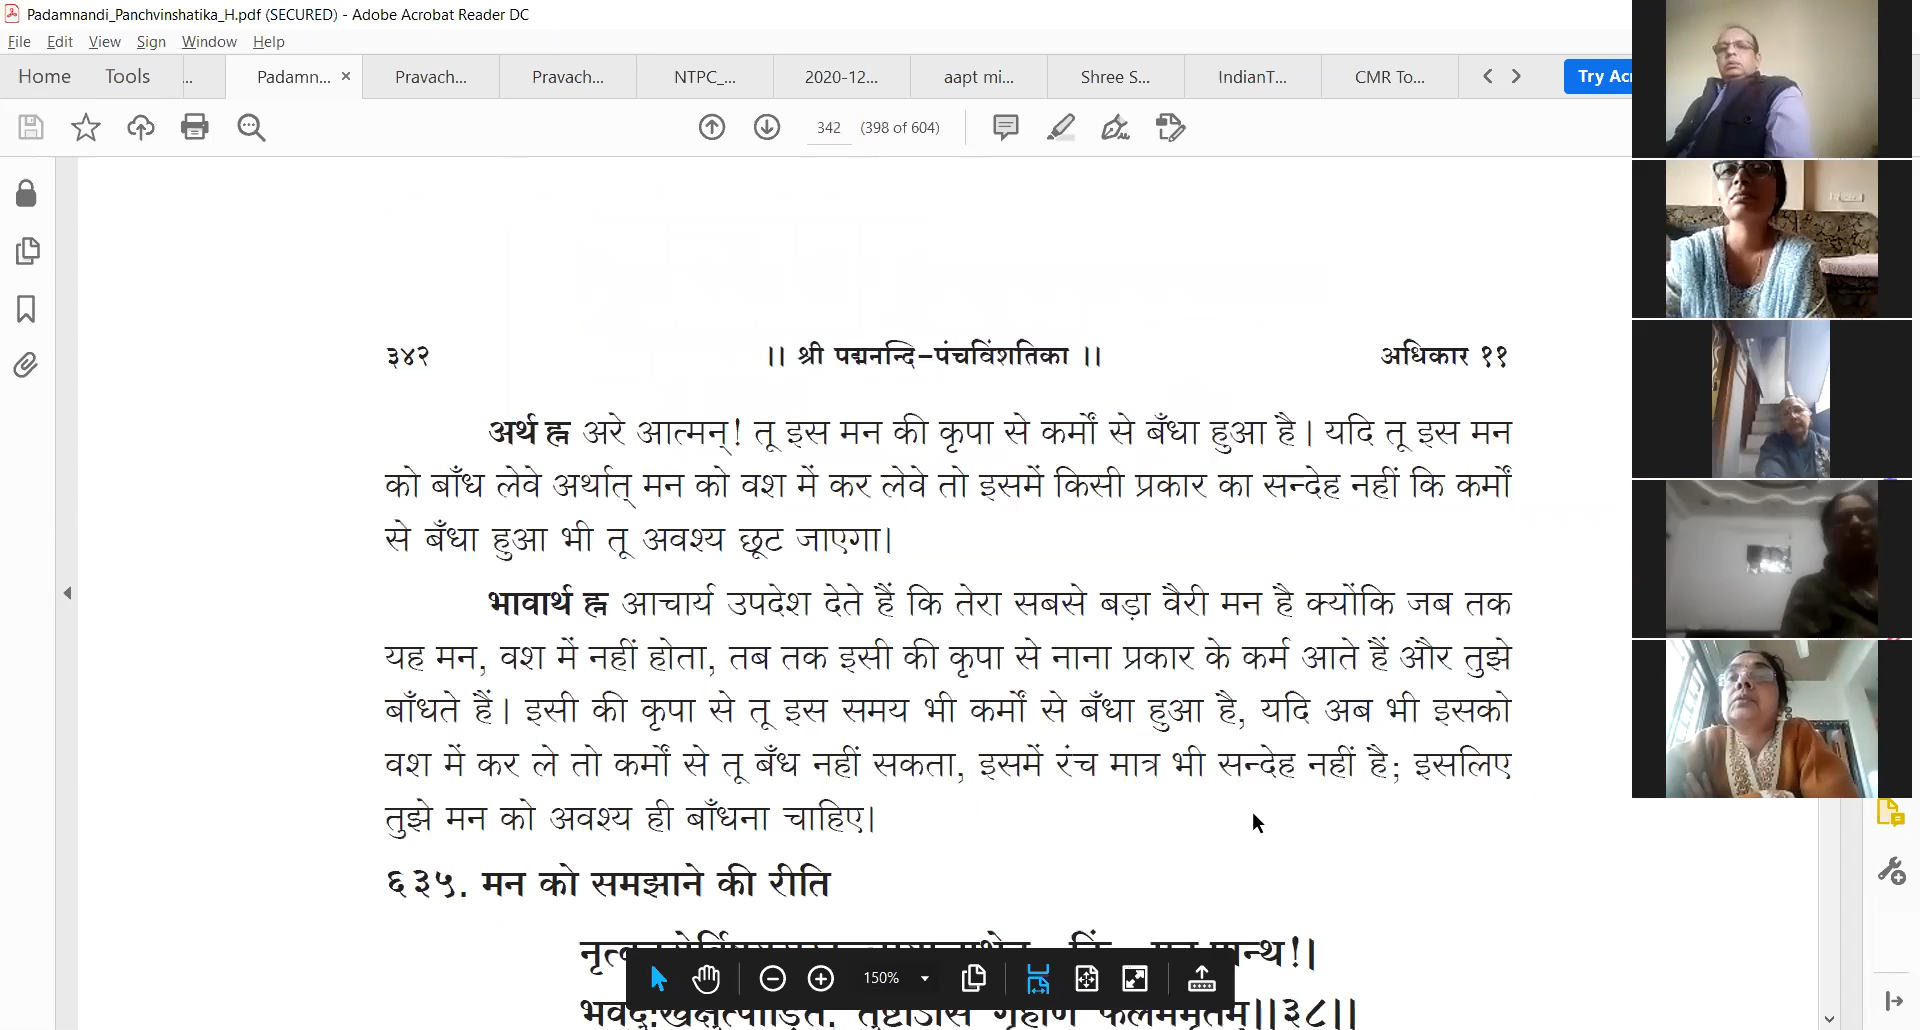 Padamnandi_Panchvinshatika_H.pdf (SECURED) - Adobe Acrobat Reader DC
File Edit View Sign Window Help
Home Tools ... Padamn... × Pravach... Pravach... NTPC_... 2020-12... aapt mi... Shree S... IndianT... CMR To... Try Acr
342 (398 of 604)
३४२ ।। श्री पद्मनन्दि-पंचविंशतिका ।। अधिकार ११
अर्थ ह्न अरे आत्मन्! तू इस मन की कृपा से कर्मों से बँधा हुआ है। यदि तू इस मन
को बाँध लेवे अर्थात् मन को वश में कर लेवे तो इसमें किसी प्रकार का सन्देह नहीं कि कर्मों
से बँधा हुआ भी तू अवश्य छूट जाएगा।
भावार्थ ह्न आचार्य उपदेश देते हैं कि तेरा सबसे बड़ा वैरी मन है क्योंकि जब तक
यह मन, वश में नहीं होता, तब तक इसी की कृपा से नाना प्रकार के कर्म आते हैं और तुझे
बाँधते हैं। इसी की कृपा से तू इस समय भी कर्मों से बँधा हुआ है, यदि अब भी इसको
वश में कर ले तो कर्मों से तू बँध नहीं सकता, इसमें रंच मात्र भी सन्देह नहीं है; इसलिए
तुझे मन को अवश्य ही बाँधना चाहिए।
६३५. मन को समझाने की रीति
150%
।।३८।।